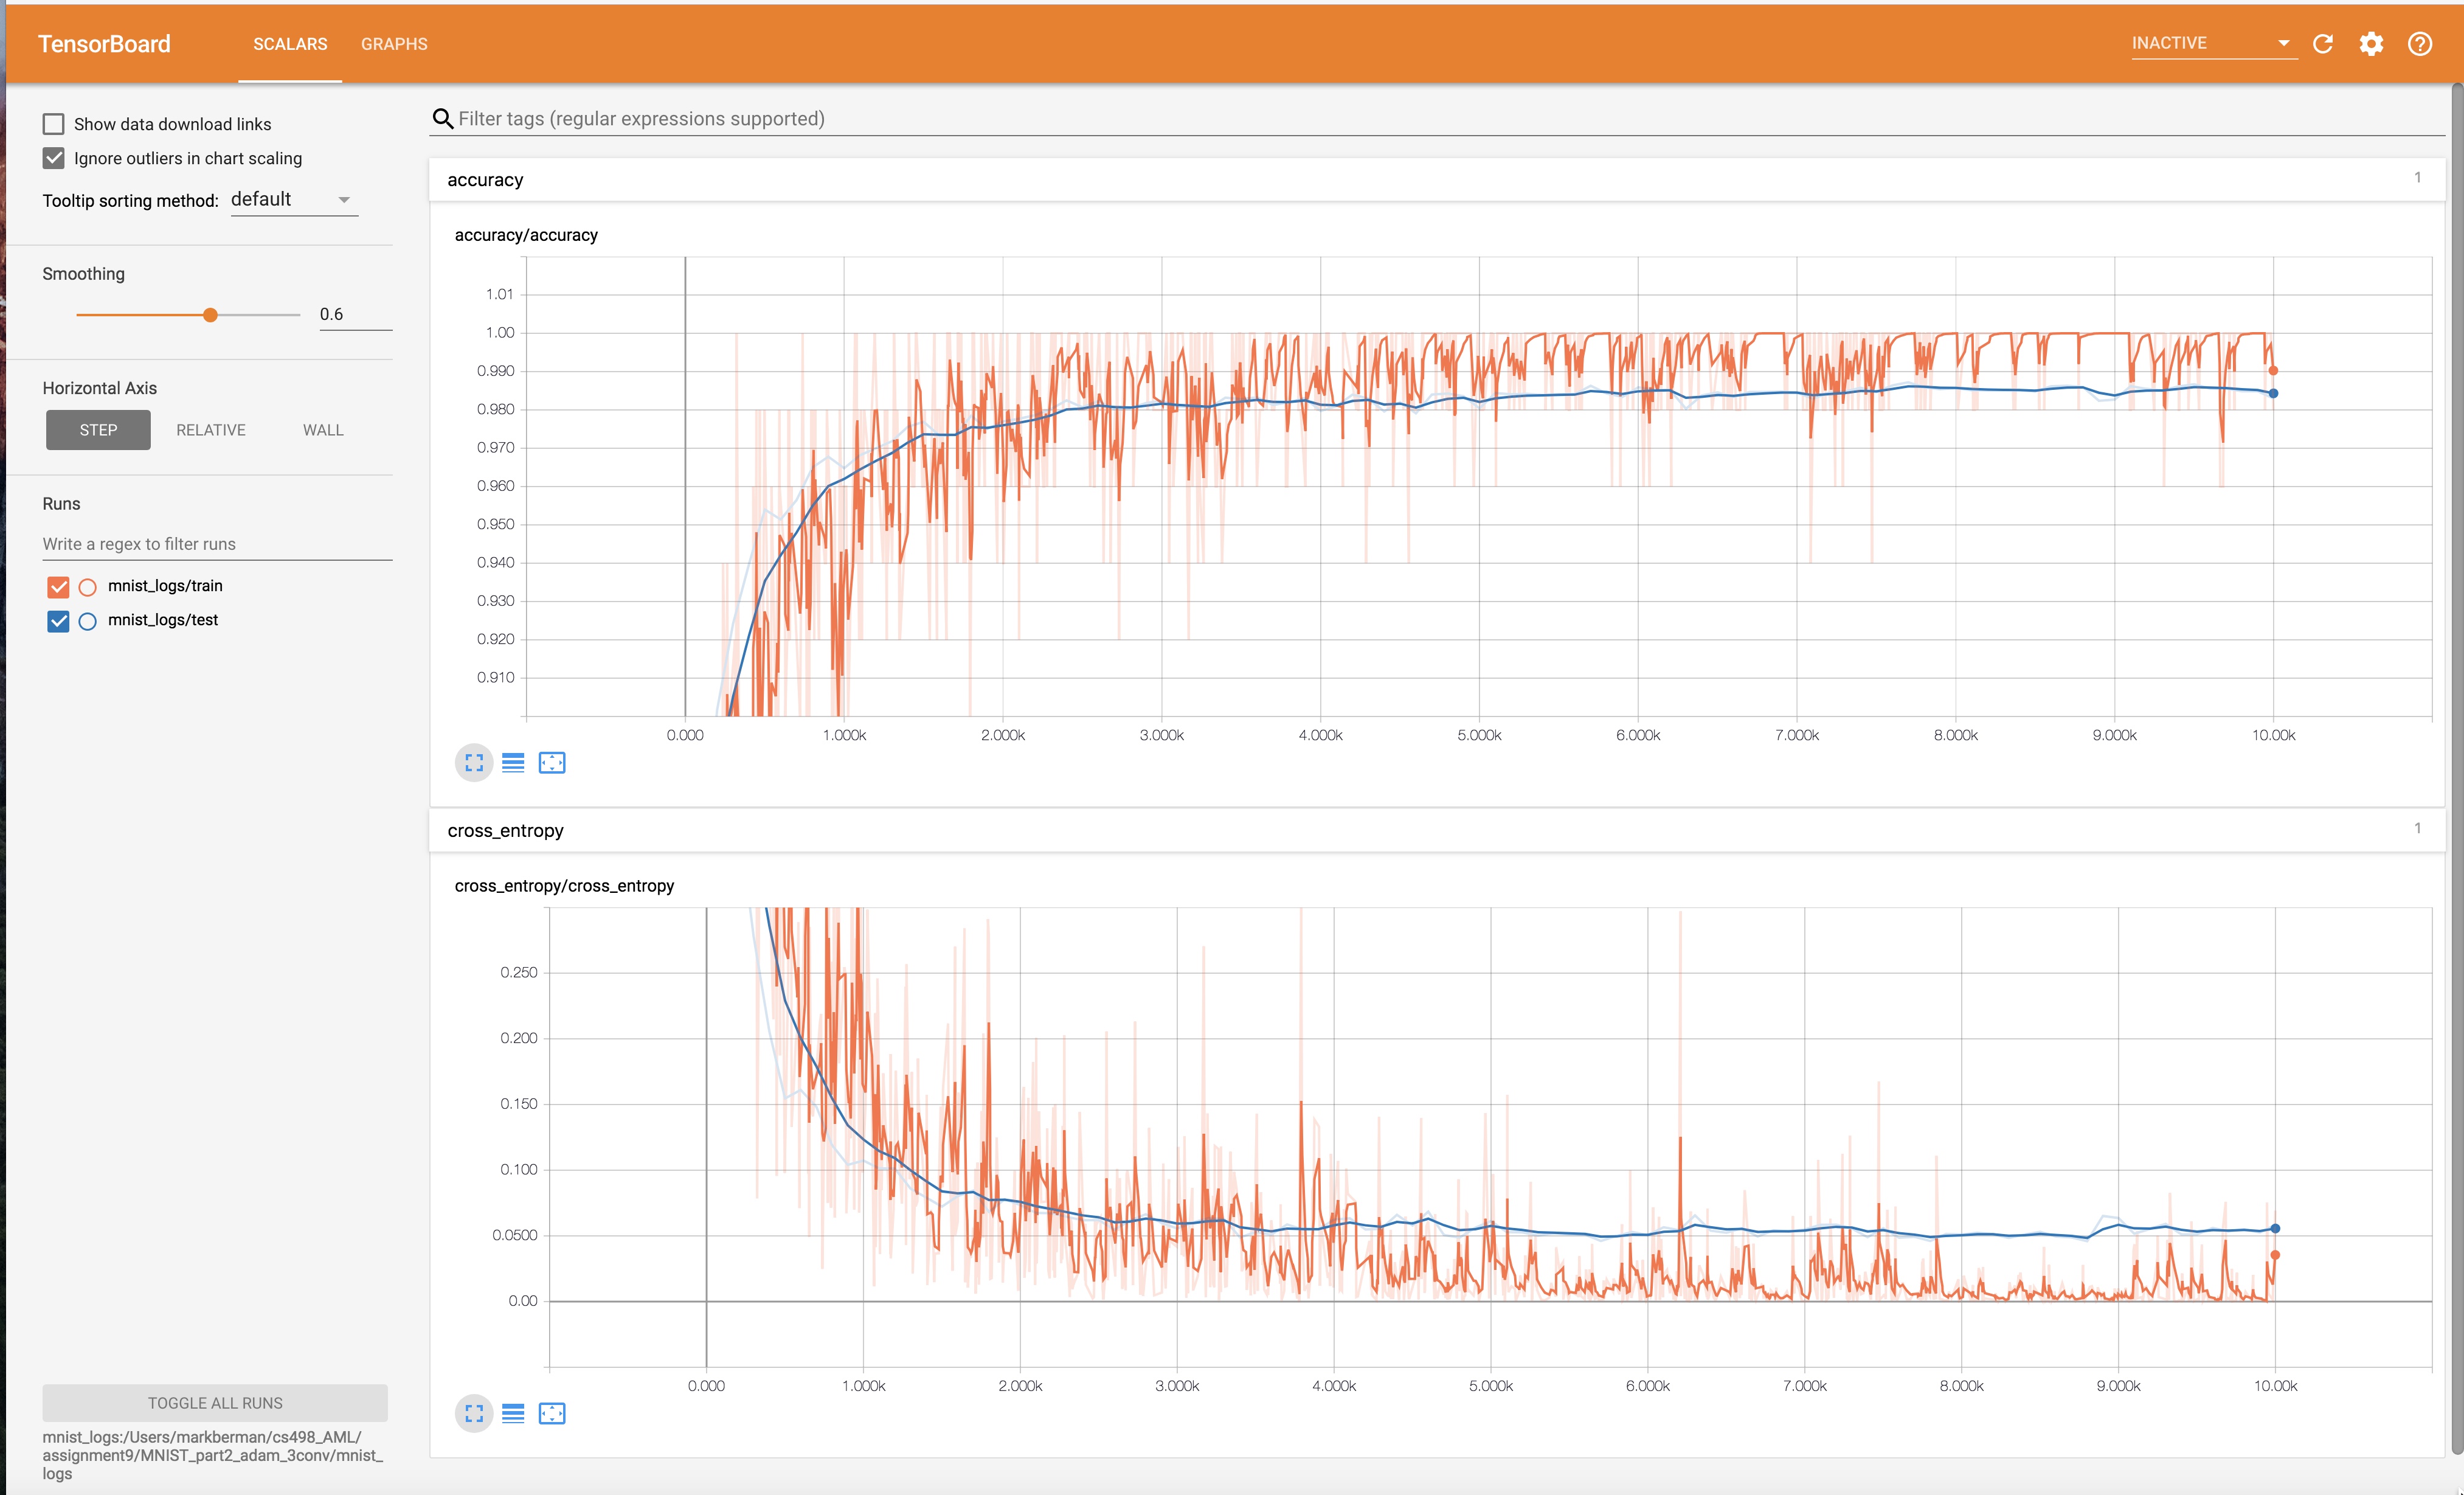 TensorBoard
SCALARS
GRAPHS
INACTIVE
Show data download links
Ignore outliers in chart scaling
Tooltip sorting method: default
Smoothing
0.6
Horizontal Axis
STEP
RELATIVE
WALL
Runs
Write a regex to filter runs
mnist_logs/train
mnist_logs/test
TOGGLE ALL RUNS
mnist_logs:/Users/markberman/cs498_AML/
assignment9/MNIST_part2_adam_3conv/mnist_
logs
Filter tags (regular expressions supported)
accuracy
1
accuracy/accuracy
1.01
1.00
0.990
0.980
0.970
0.960
0.950
0.940
0.930
0.920
0.910
0.000 1.000k 2.000k 3.000k 4.000k 5.000k 6.000k 7.000k 8.000k 9.000k 10.00k
cross_entropy
1
cross_entropy/cross_entropy
0.250
0.200
0.150
0.100
0.0500
0.00
0.000 1.000k 2.000k 3.000k 4.000k 5.000k 6.000k 7.000k 8.000k 9.000k 10.00k